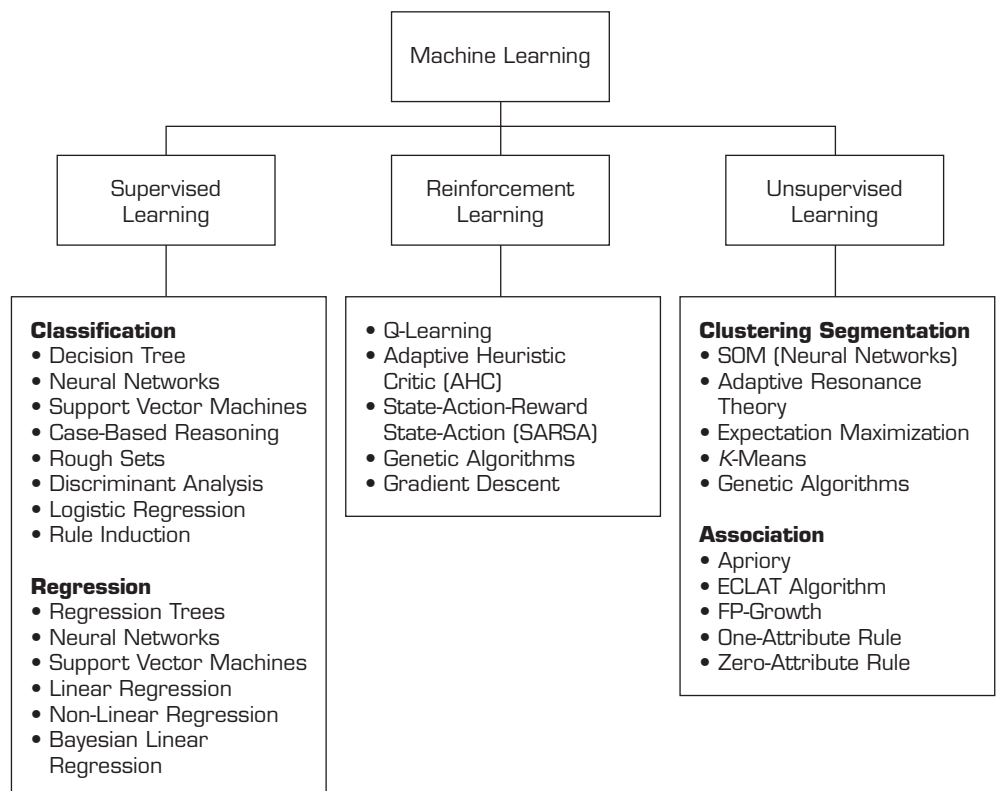 Machine Learning
Supervised
Learning
Reinforcement
Learning
Unsupervised
Learning
Classification
• Decision Tree
• Neural Networks
• Support Vector Machines
• Case-Based Reasoning
• Rough Sets
• Discriminant Analysis
• Logistic Regression
• Rule Induction
Regression
• Regression Trees
• Neural Networks
• Support Vector Machines
• Linear Regression
• Non-Linear Regression
• Bayesian Linear
Regression
• Q-Learning
• Adaptive Heuristic
Critic (AHC)
• State-Action-Reward
State-Action (SARSA)
• Genetic Algorithms
• Gradient Descent
Clustering Segmentation
• SOM (Neural Networks)
• Adaptive Resonance
Theory
• Expectation Maximization
• K-Means
• Genetic Algorithms
Association
• Apriory
• ECLAT Algorithm
• FP-Growth
• One-Attribute Rule
• Zero-Attribute Rule